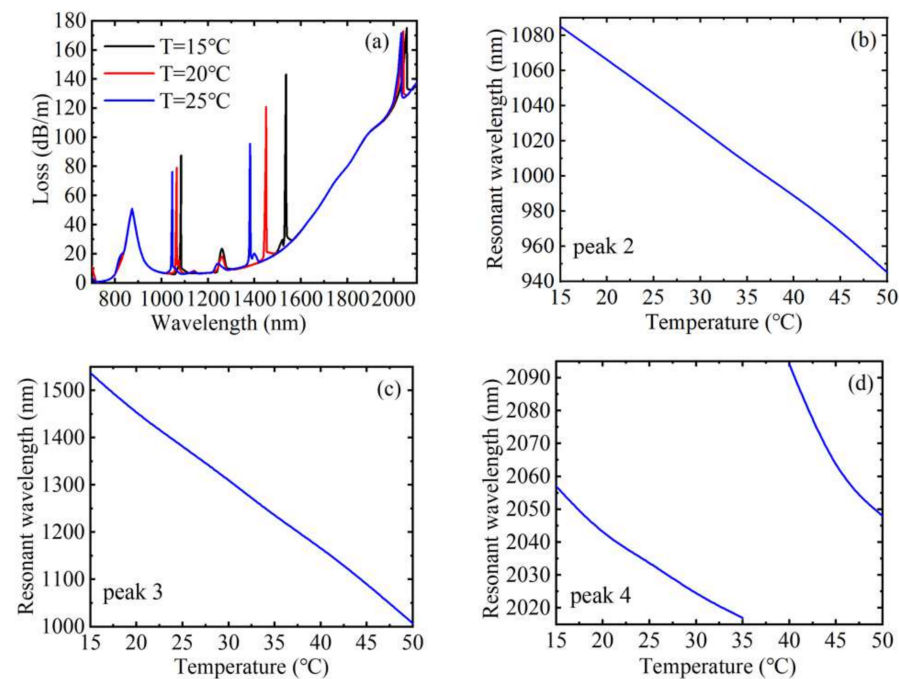 180
160
140
120
100
80
60
40
20
0
Loss (dB/m)
(a)
T=15℃
T=20℃
T=25℃
800 1000 1200 1400 1600 1800 2000
Wavelength (nm)
1080
1060
1040
1020
1000
980
960
940
Resonant wavelength (nm)
(b)
peak 2
15 20 25 30 35 40 45 50
Temperature (℃)
1500
1400
1300
1200
1100
1000
Resonant wavelength (nm)
(c)
peak 3
15 20 25 30 35 40 45 50
Temperature (℃)
2090
2080
2070
2060
2050
2040
2030
2020
Resonant wavelength (nm)
(d)
peak 4
15 20 25 30 35 40 45 50
Temperature (℃)